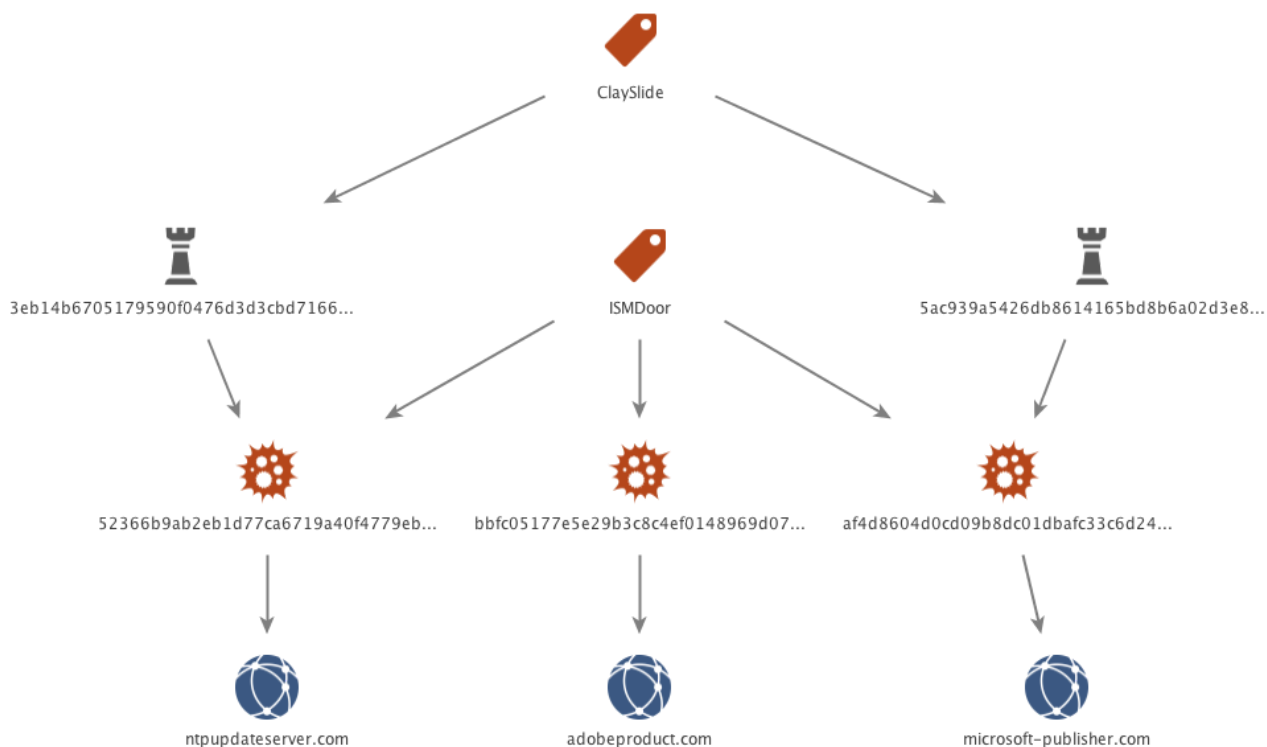 ClaySlide
3eb14b6705179590f0476d3d3cbd7166...
ISMDoor
5ac939a5426db8614165bd8b6a02d3e8...
52366b9ab2eb1d77ca6719a40f4779eb...
bbfc05177e5e29b3c8c4ef0148969d07...
af4d8604d0cd09b8dc01dbafc33c6d24...
ntpupdateserver.com
adobeproduct.com
microsoft-publisher.com